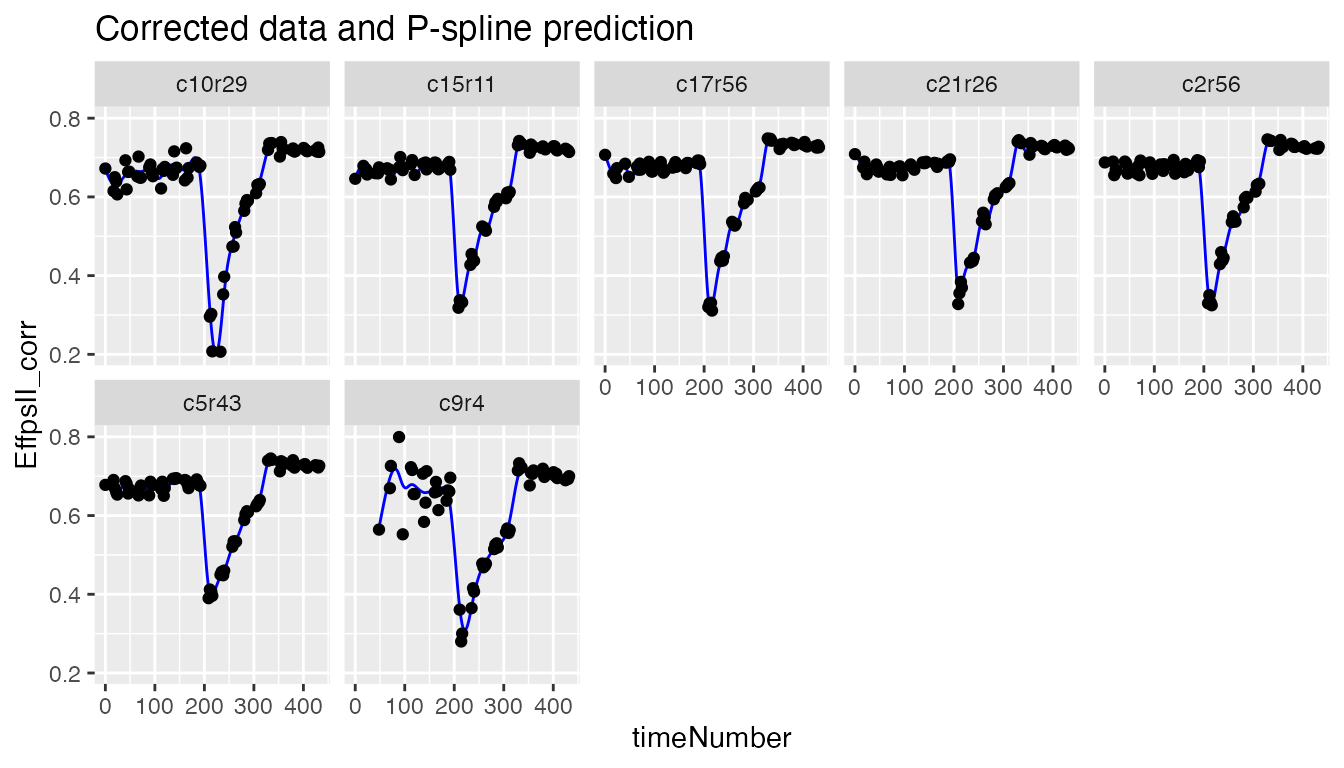 Corrected data and P-spline prediction
c10r29 c15r11 c17r56 c21r26 c2r56
0.8
0.6
0.4
0.2
0 100 200 300 400 0 100 200 300 400 0 100 200 300 400
c5r43 c9r4
0.8
0.6
0.4
0.2
0 100 200 300 400 0 100 200 300 400
EffpsII_corr
timeNumber